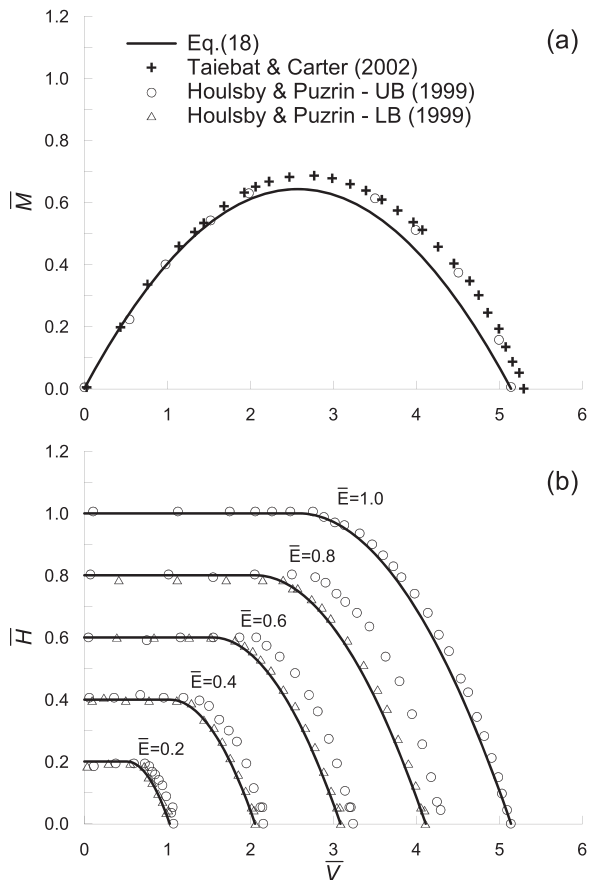 1.2
(a)
Eq.(18)
Taiebat & Carter (2002)
Houlsby & Puzrin - UB (1999)
Houlsby & Puzrin - LB (1999)
1.0
0.8
0.6
0.4
0.2
0.0
M̅
0 1 2 3 4 5 6
1.2
(b)
E̅=1.0
1.0
E̅=0.8
0.8
E̅=0.6
0.6
E̅=0.4
0.4
E̅=0.2
0.2
0.0
H̅
0 1 2 3 4 5 6
V̅